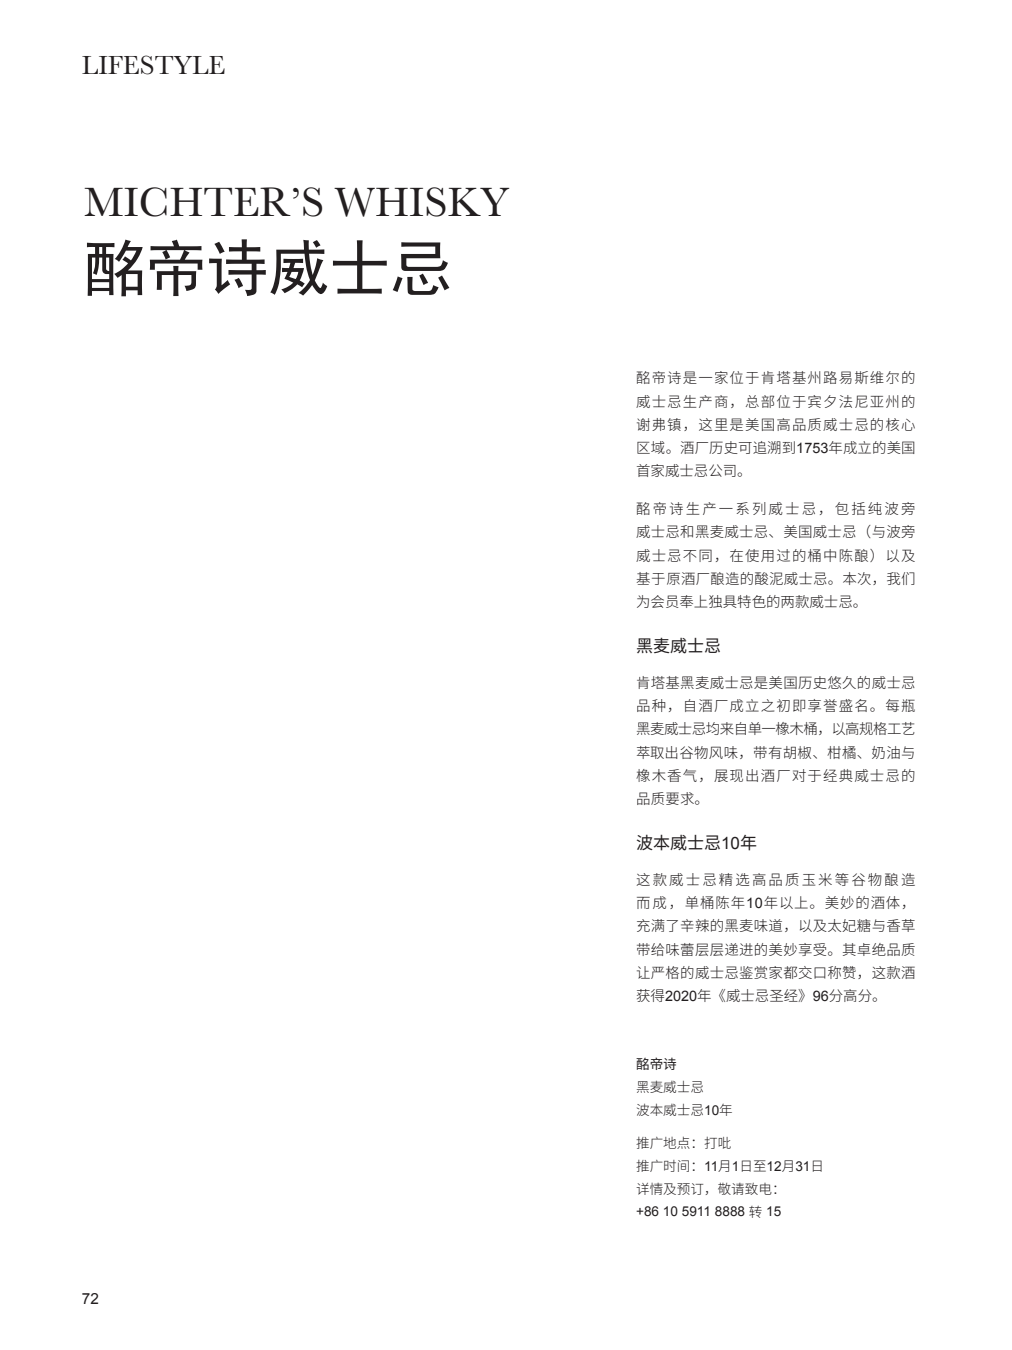 LIFESTYLE
MICHTER’S WHISKY
酩帝诗威士忌
酩帝诗是一家位于肯塔基州路易斯维尔的
威士忌生产商，总部位于宾夕法尼亚州的
谢弗镇，这里是美国高品质威士忌的核心
区域。酒厂历史可追溯到1753年成立的美国
首家威士忌公司。
酩帝诗生产一系列威士忌，包括纯波旁
威士忌和黑麦威士忌、美国威士忌（与波旁
威士忌不同，在使用过的桶中陈酿）以及
基于原酒厂酿造的酸泥威士忌。本次，我们
为会员奉上独具特色的两款威士忌。
黑麦威士忌
肯塔基黑麦威士忌是美国历史悠久的威士忌
品种，自酒厂成立之初即享誉盛名。每瓶
黑麦威士忌均来自单一橡木桶，以高规格工艺
萃取出谷物风味，带有胡椒、柑橘、奶油与
橡木香气，展现出酒厂对于经典威士忌的
品质要求。
波本威士忌10年
这款威士忌精选高品质玉米等谷物酿造
而成，单桶陈年10年以上。美妙的酒体，
充满了辛辣的黑麦味道，以及太妃糖与香草
带给味蕾层层递进的美妙享受。其卓绝品质
让严格的威士忌鉴赏家都交口称赞，这款酒
获得2020年《威士忌圣经》96分高分。
酩帝诗
黑麦威士忌
波本威士忌10年
推广地点：打吡
推广时间：11月1日至12月31日
详情及预订，敬请致电：
+86 10 5911 8888 转 15
72